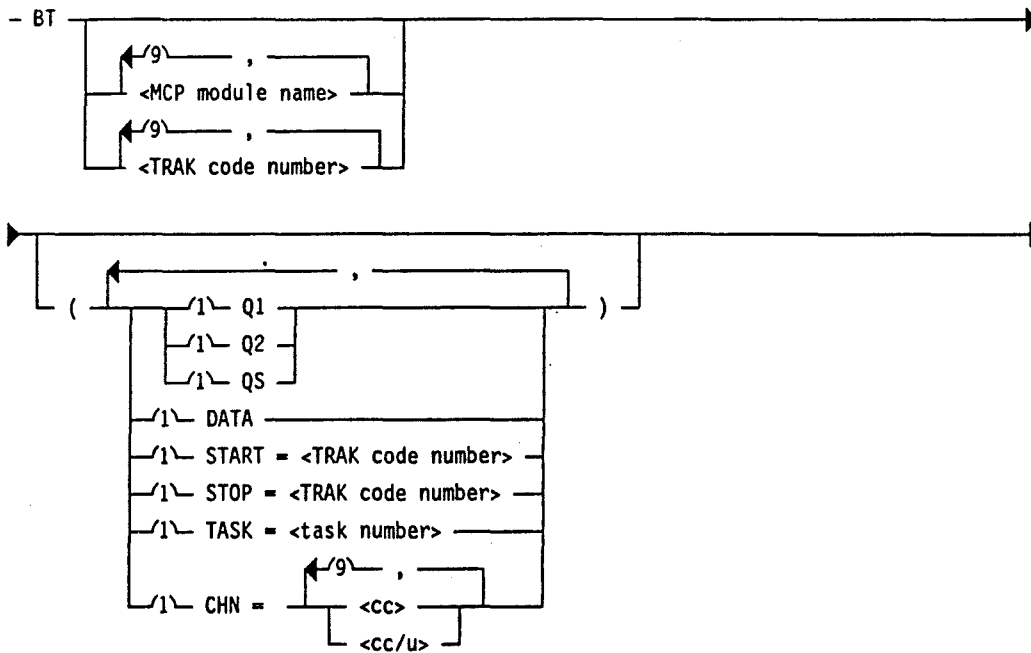 BT
/9\ ,
<MCP module name>
/9\ ,
<TRAK code number>
,
( /1\ Q1 )
/1\ Q2
/1\ QS
/1\ DATA
/1\ START = <TRAK code number>
/1\ STOP = <TRAK code number>
/1\ TASK = <task number>
/9\ ,
/1\ CHN = <cc>
<cc/u>